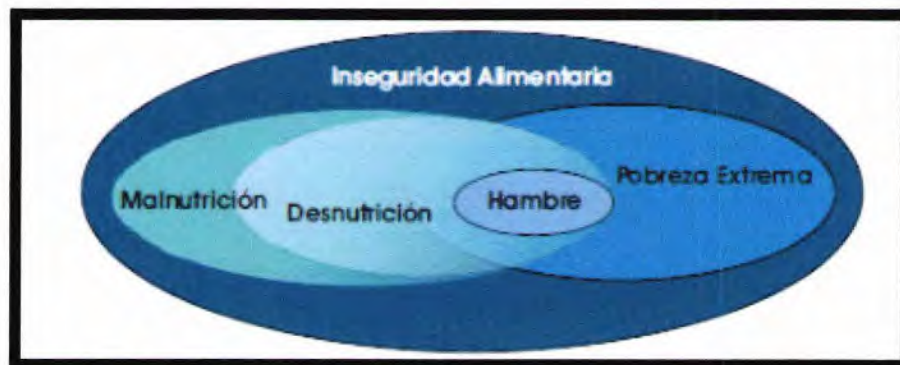 Inseguridad Alimentaria
Malnutrición
Desnutrición
Hambre
Pobreza Extrema